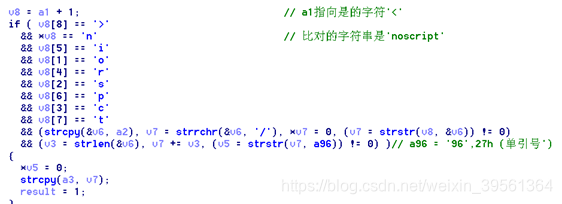 v8 = a1 + 1; // a1指向是的字符'<'
if ( v8[8] == '>'
&& *v8 == 'n' // 比对的字符串是'noscript'
&& v8[5] == 'i'
&& v8[1] == 'o'
&& v8[4] == 'r'
&& v8[2] == 's'
&& v8[6] == 'p'
&& v8[3] == 'c'
&& v8[7] == 't'
&& (strcpy(&v6, a2), v7 = strrchr(&v6, '/'), *v7 = 0, (v7 = strstr(v8, &v6)) != 0)
&& (v3 = strlen(&v6), v7 += v3, (v5 = strstr(v7, a96)) != 0) )// a96 = '96',27h (单引号')
{
*v5 = 0;
strcpy(a3, v7);
result = 1;
}
https://blog.csdn.net/weixin_39561364